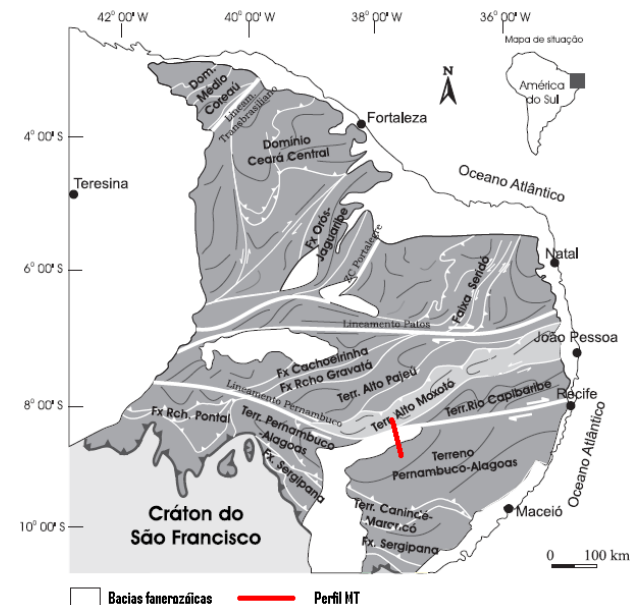 42° 00'W
40° 00'W
38° 00'W
36° 00'W
Mapa de situação
América
do Sul
N
Dom.
Médio
Coreaú
Lineam.
Transbrasiliano
Fortaleza
4° 00' S
Domínio
Ceará Central
Oceano Atlântico
Teresina
Fx Orós-
Jaguaribe
ZC Portalegre
Faixa Seridó
Natal
6° 00' S
Lineamento Patos
João Pessoa
Fx Cachoeirinha
Fx Rcho Gravatá
Terr. Alto Pajeú
Terr. Alto Moxotó
Terr.Rio Capibaribe
Recife
Lineamento Pernambuco
8° 00' S
Fx Rch. Pontal
Terr. Pernambuco
-Alagoas
Fx. Sergipana
Terreno
Pernambuco-Alagoas
Oceano Atlântico
Terr. Canindé-
Marancó
Maceió
Cráton do
São Francisco
10° 00' S
Fx. Sergipana
0 100 km
Bacias fanerozóicas
Perfil MT